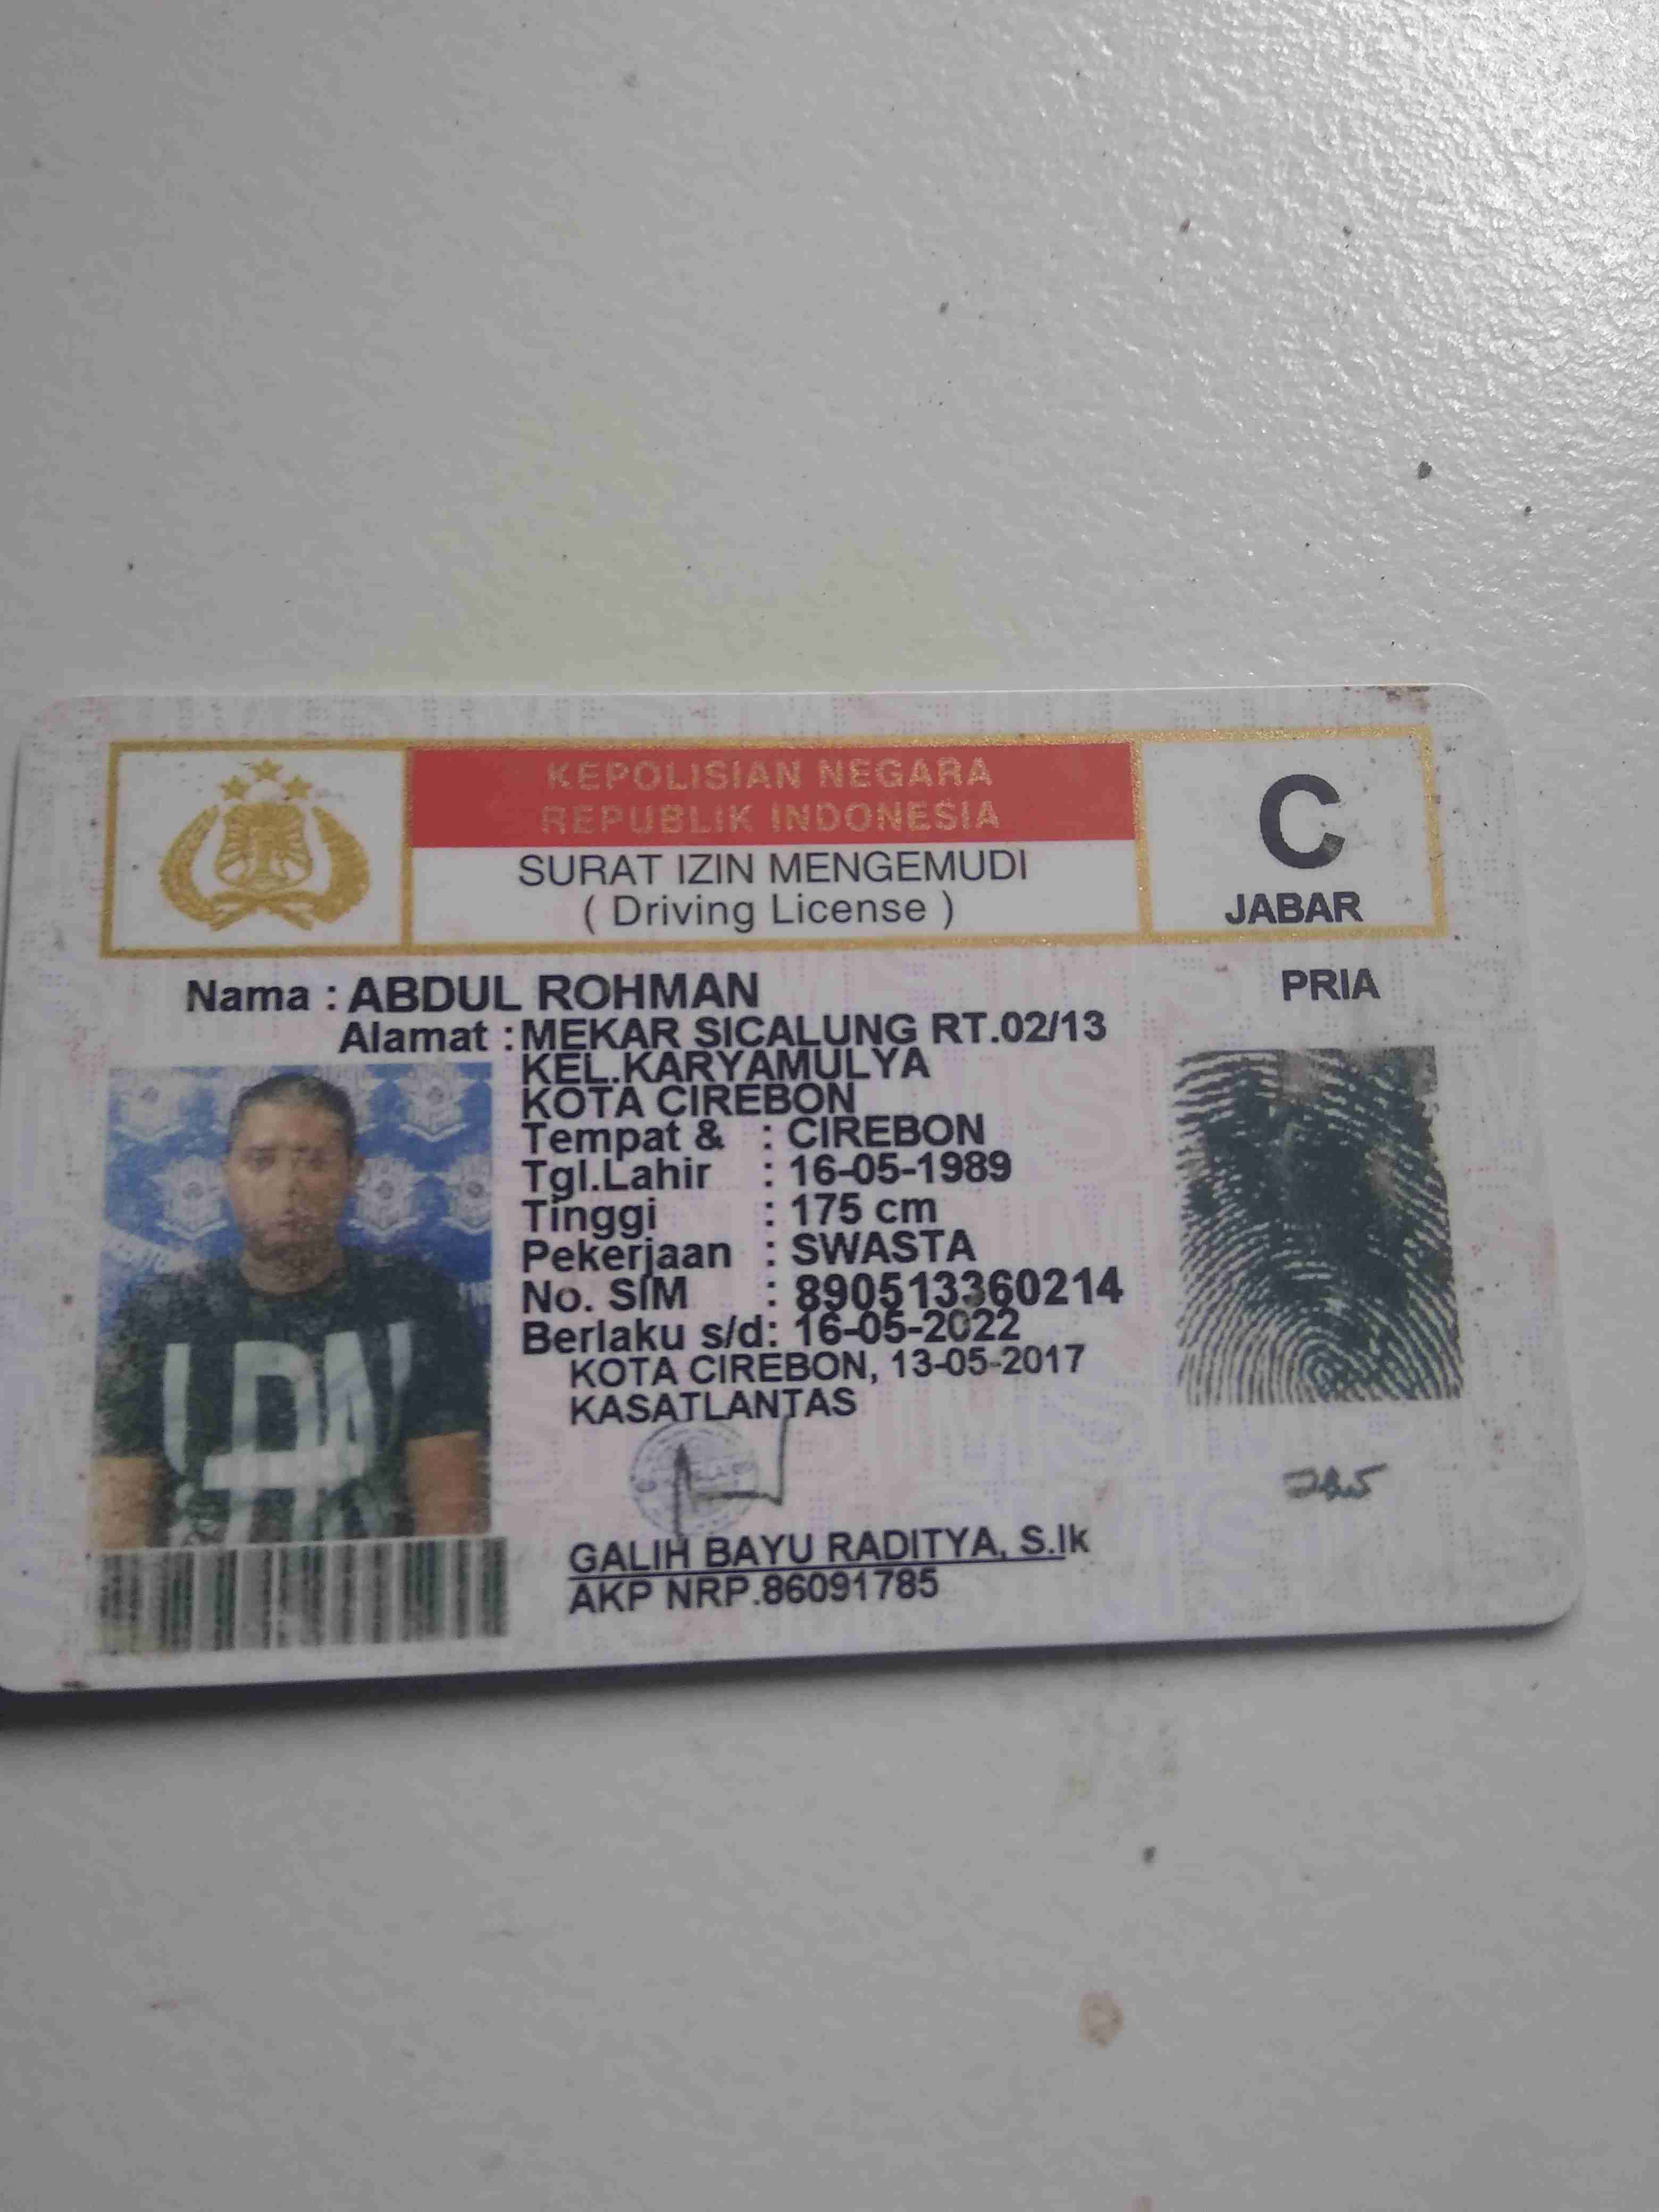 KEPOLISIAN NEGARA
REPUBLIK INDONESIA
SURAT IZIN MENGEMUDI
( Driving License )
C
JABAR
Nama : ABDUL ROHMAN
PRIA
Alamat : MEKAR SICALUNG RT.02/13
KEL.KARYAMULYA
KOTA CIREBON
Tempat & : CIREBON
Tgl.Lahir : 16-05-1989
Tinggi : 175 cm
Pekerjaan : SWASTA
No. SIM : 890513360214
Berlaku s/d: 16-05-2022
KOTA CIREBON, 13-05-2017
KASATLANTAS
GALIH BAYU RADITYA, S.Ik
AKP NRP.86091785